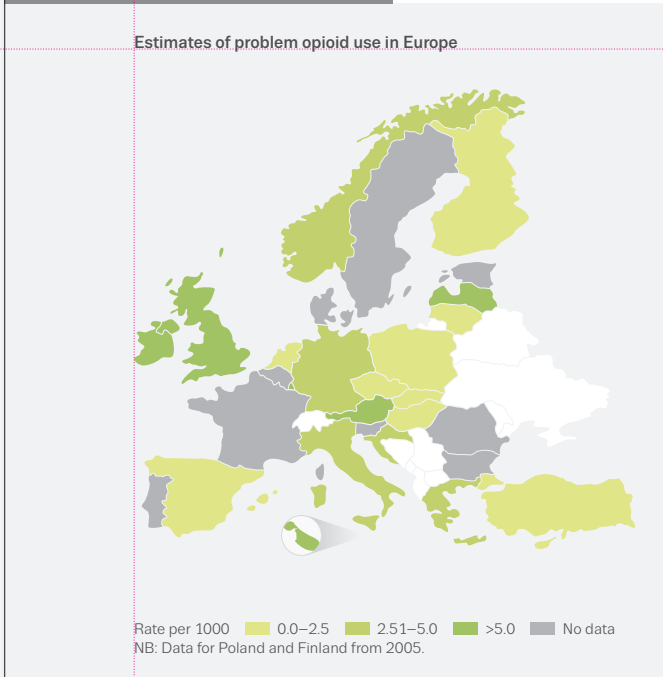 Estimates of problem opioid use in Europe
Rate per 1000 0.0–2.5 2.51–5.0 >5.0 No data
NB: Data for Poland and Finland from 2005.